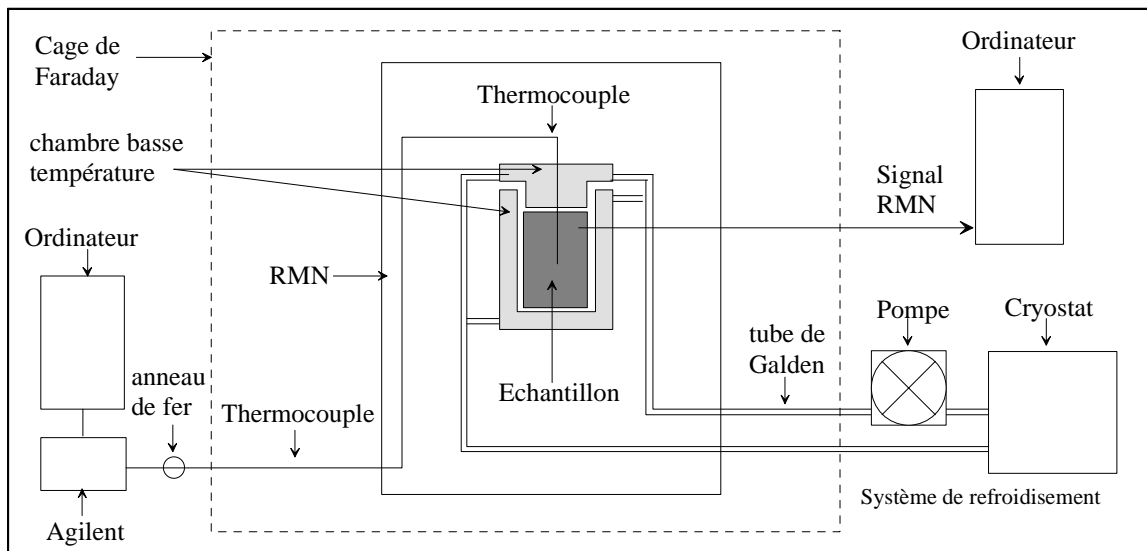 Cage de
Faraday
Ordinateur
Thermocouple
chambre basse
température
Signal
RMN
Ordinateur
RMN
Pompe
Cryostat
tube de
Galden
anneau
de fer
Echantillon
Thermocouple
Agilent
Système de refroidisement